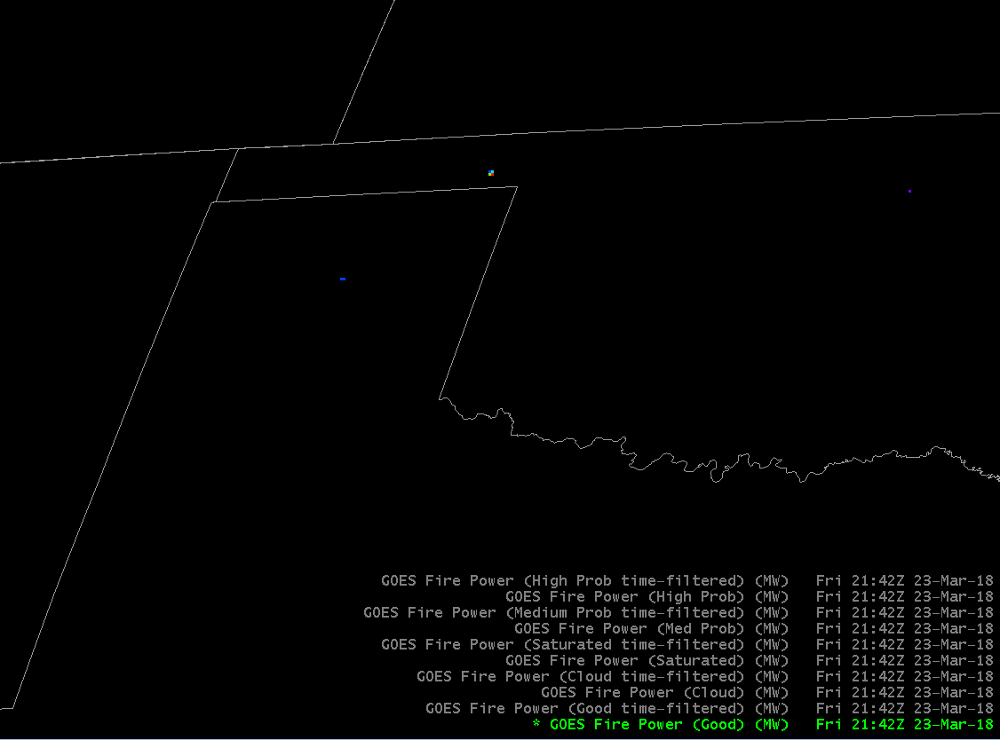 GOES Fire Power (High Prob time-filtered) (MW) Fri 21:42Z 23-Mar-18
GOES Fire Power (High Prob) (MW) Fri 21:42Z 23-Mar-18
GOES Fire Power (Medium Prob time-filtered) (MW) Fri 21:42Z 23-Mar-18
GOES Fire Power (Med Prob) (MW) Fri 21:42Z 23-Mar-18
GOES Fire Power (Saturated time-filtered) (MW) Fri 21:42Z 23-Mar-18
GOES Fire Power (Saturated) (MW) Fri 21:42Z 23-Mar-18
GOES Fire Power (Cloud time-filtered) (MW) Fri 21:42Z 23-Mar-18
GOES Fire Power (Cloud) (MW) Fri 21:42Z 23-Mar-18
GOES Fire Power (Good time-filtered) (MW) Fri 21:42Z 23-Mar-18
* GOES Fire Power (Good) (MW) Fri 21:42Z 23-Mar-18